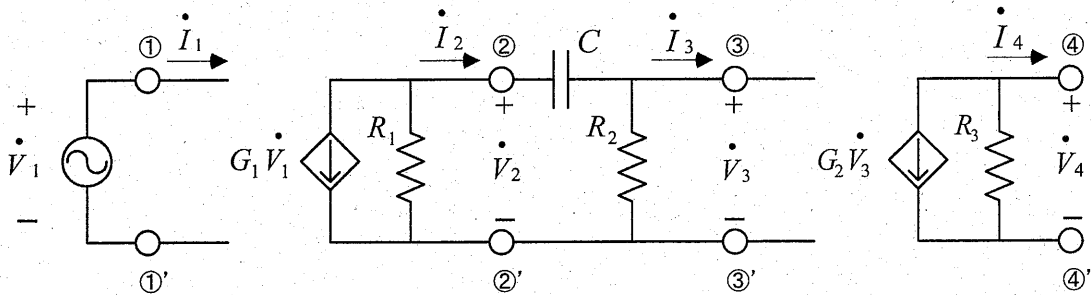 ① İ₁ İ₂ ② C İ₃ ③ İ₄ ④
+ + + +
V̇₁ G₁V̇₁ R₁ V̇₂ R₂ V̇₃ G₂V̇₃ R₃ V̇₄
− − − −
①' ②' ③' ④'